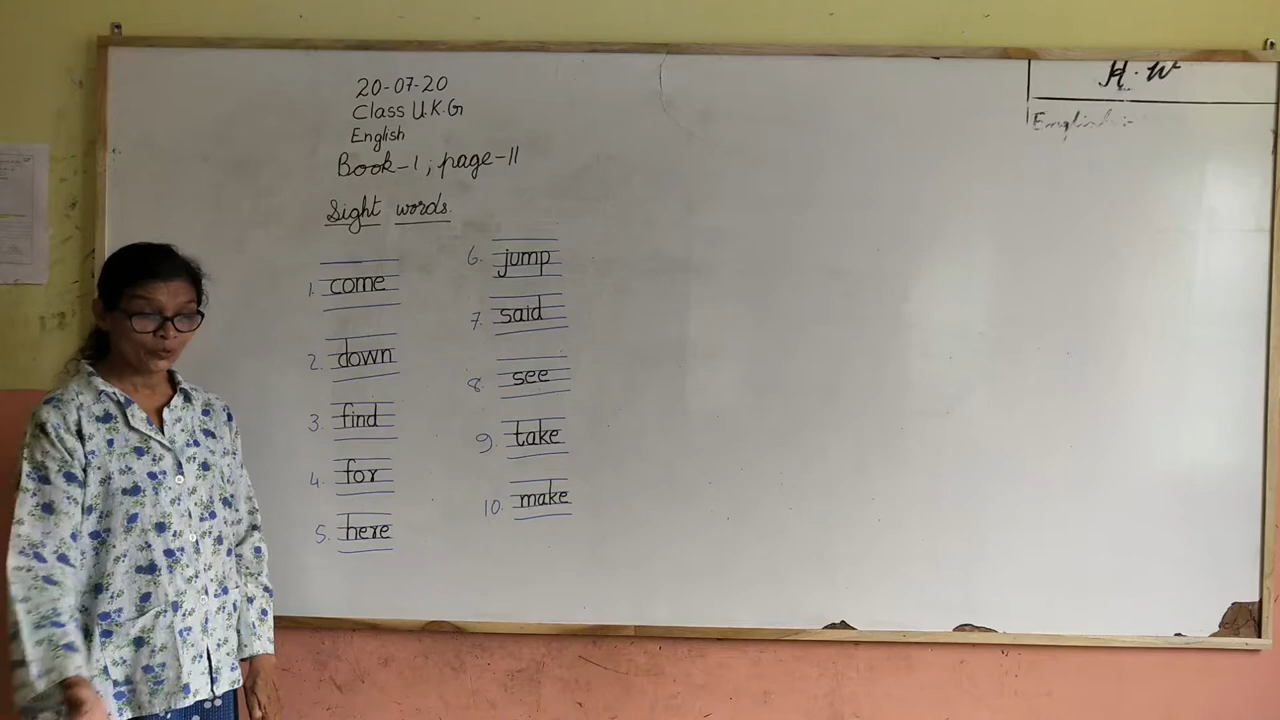 20-07-20
Class U.K.G
English
Book-1 ; page-11
Sight words.
1. come
2. down
3. find
4. for
5. here
6. jump
7. said
8. see
9. take
10. make
H.W
English:-